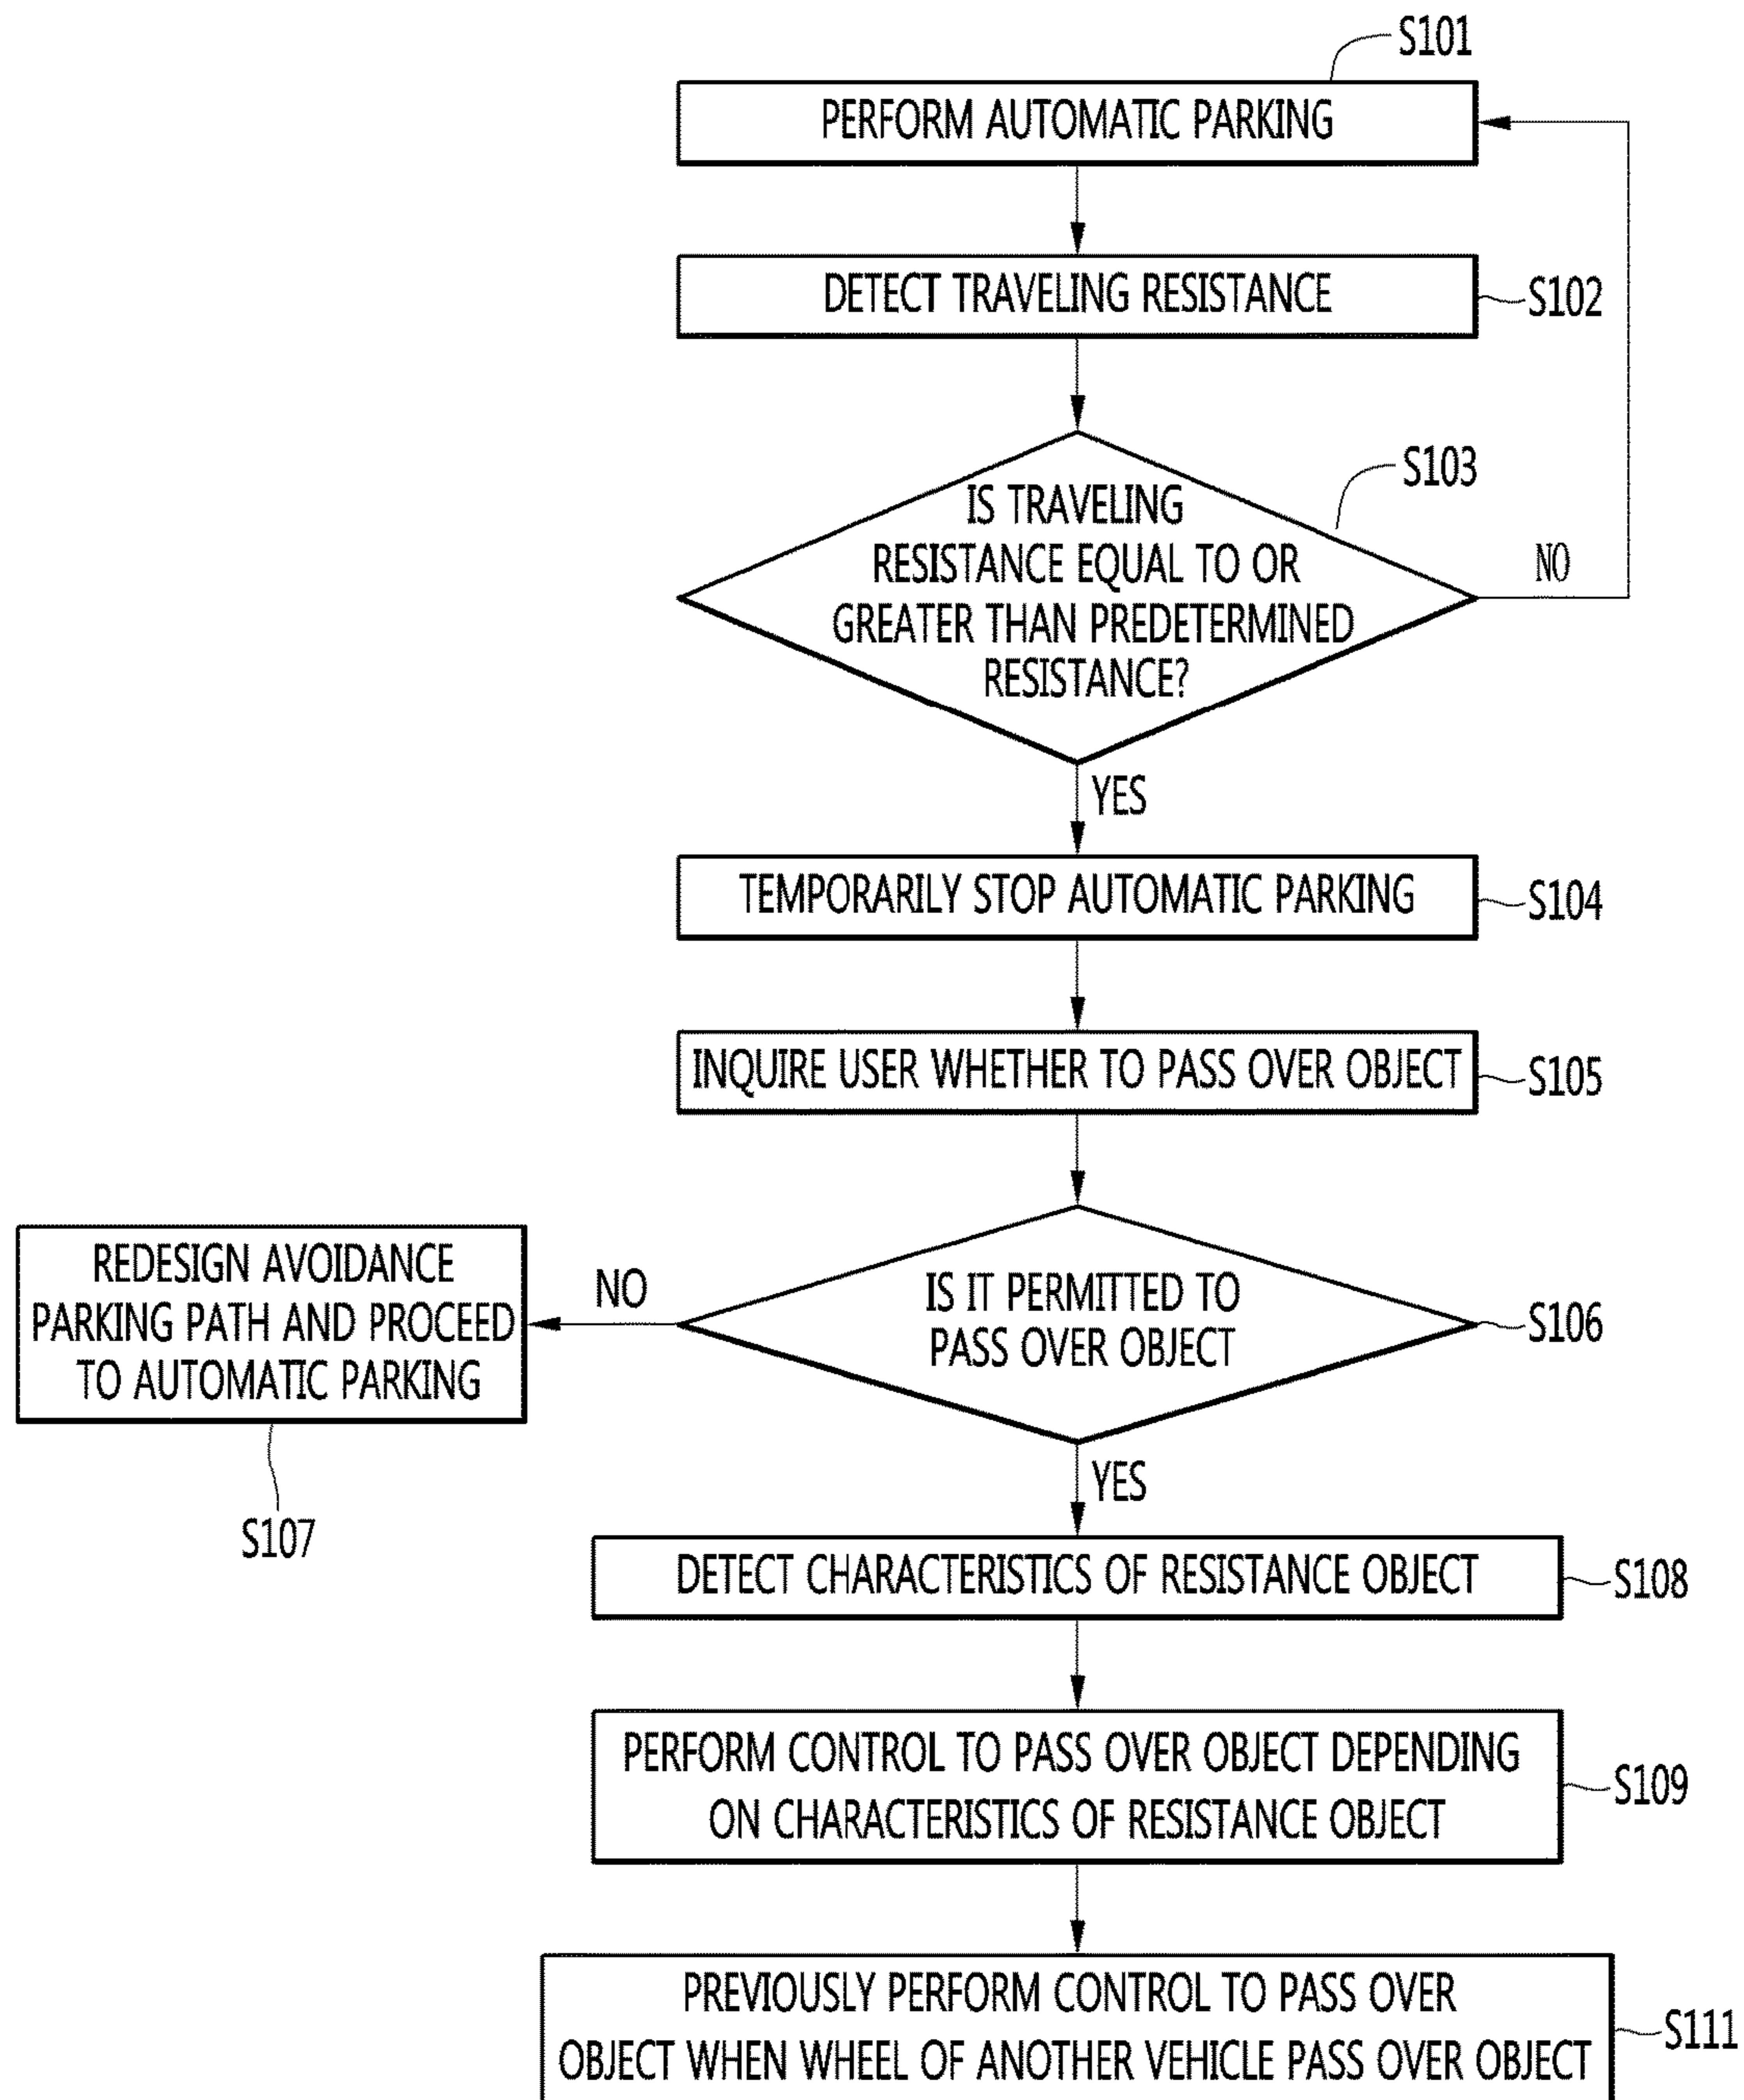 S101
PERFORM AUTOMATIC PARKING
DETECT TRAVELING RESISTANCE
S102
S103
IS TRAVELING
RESISTANCE EQUAL TO OR
GREATER THAN PREDETERMINED
RESISTANCE?
NO
YES
TEMPORARILY STOP AUTOMATIC PARKING
S104
INQUIRE USER WHETHER TO PASS OVER OBJECT
S105
IS IT PERMITTED TO
PASS OVER OBJECT
S106
NO
REDESIGN AVOIDANCE
PARKING PATH AND PROCEED
TO AUTOMATIC PARKING
S107
YES
DETECT CHARACTERISTICS OF RESISTANCE OBJECT
S108
PERFORM CONTROL TO PASS OVER OBJECT DEPENDING
ON CHARACTERISTICS OF RESISTANCE OBJECT
S109
PREVIOUSLY PERFORM CONTROL TO PASS OVER
OBJECT WHEN WHEEL OF ANOTHER VEHICLE PASS OVER OBJECT
S111